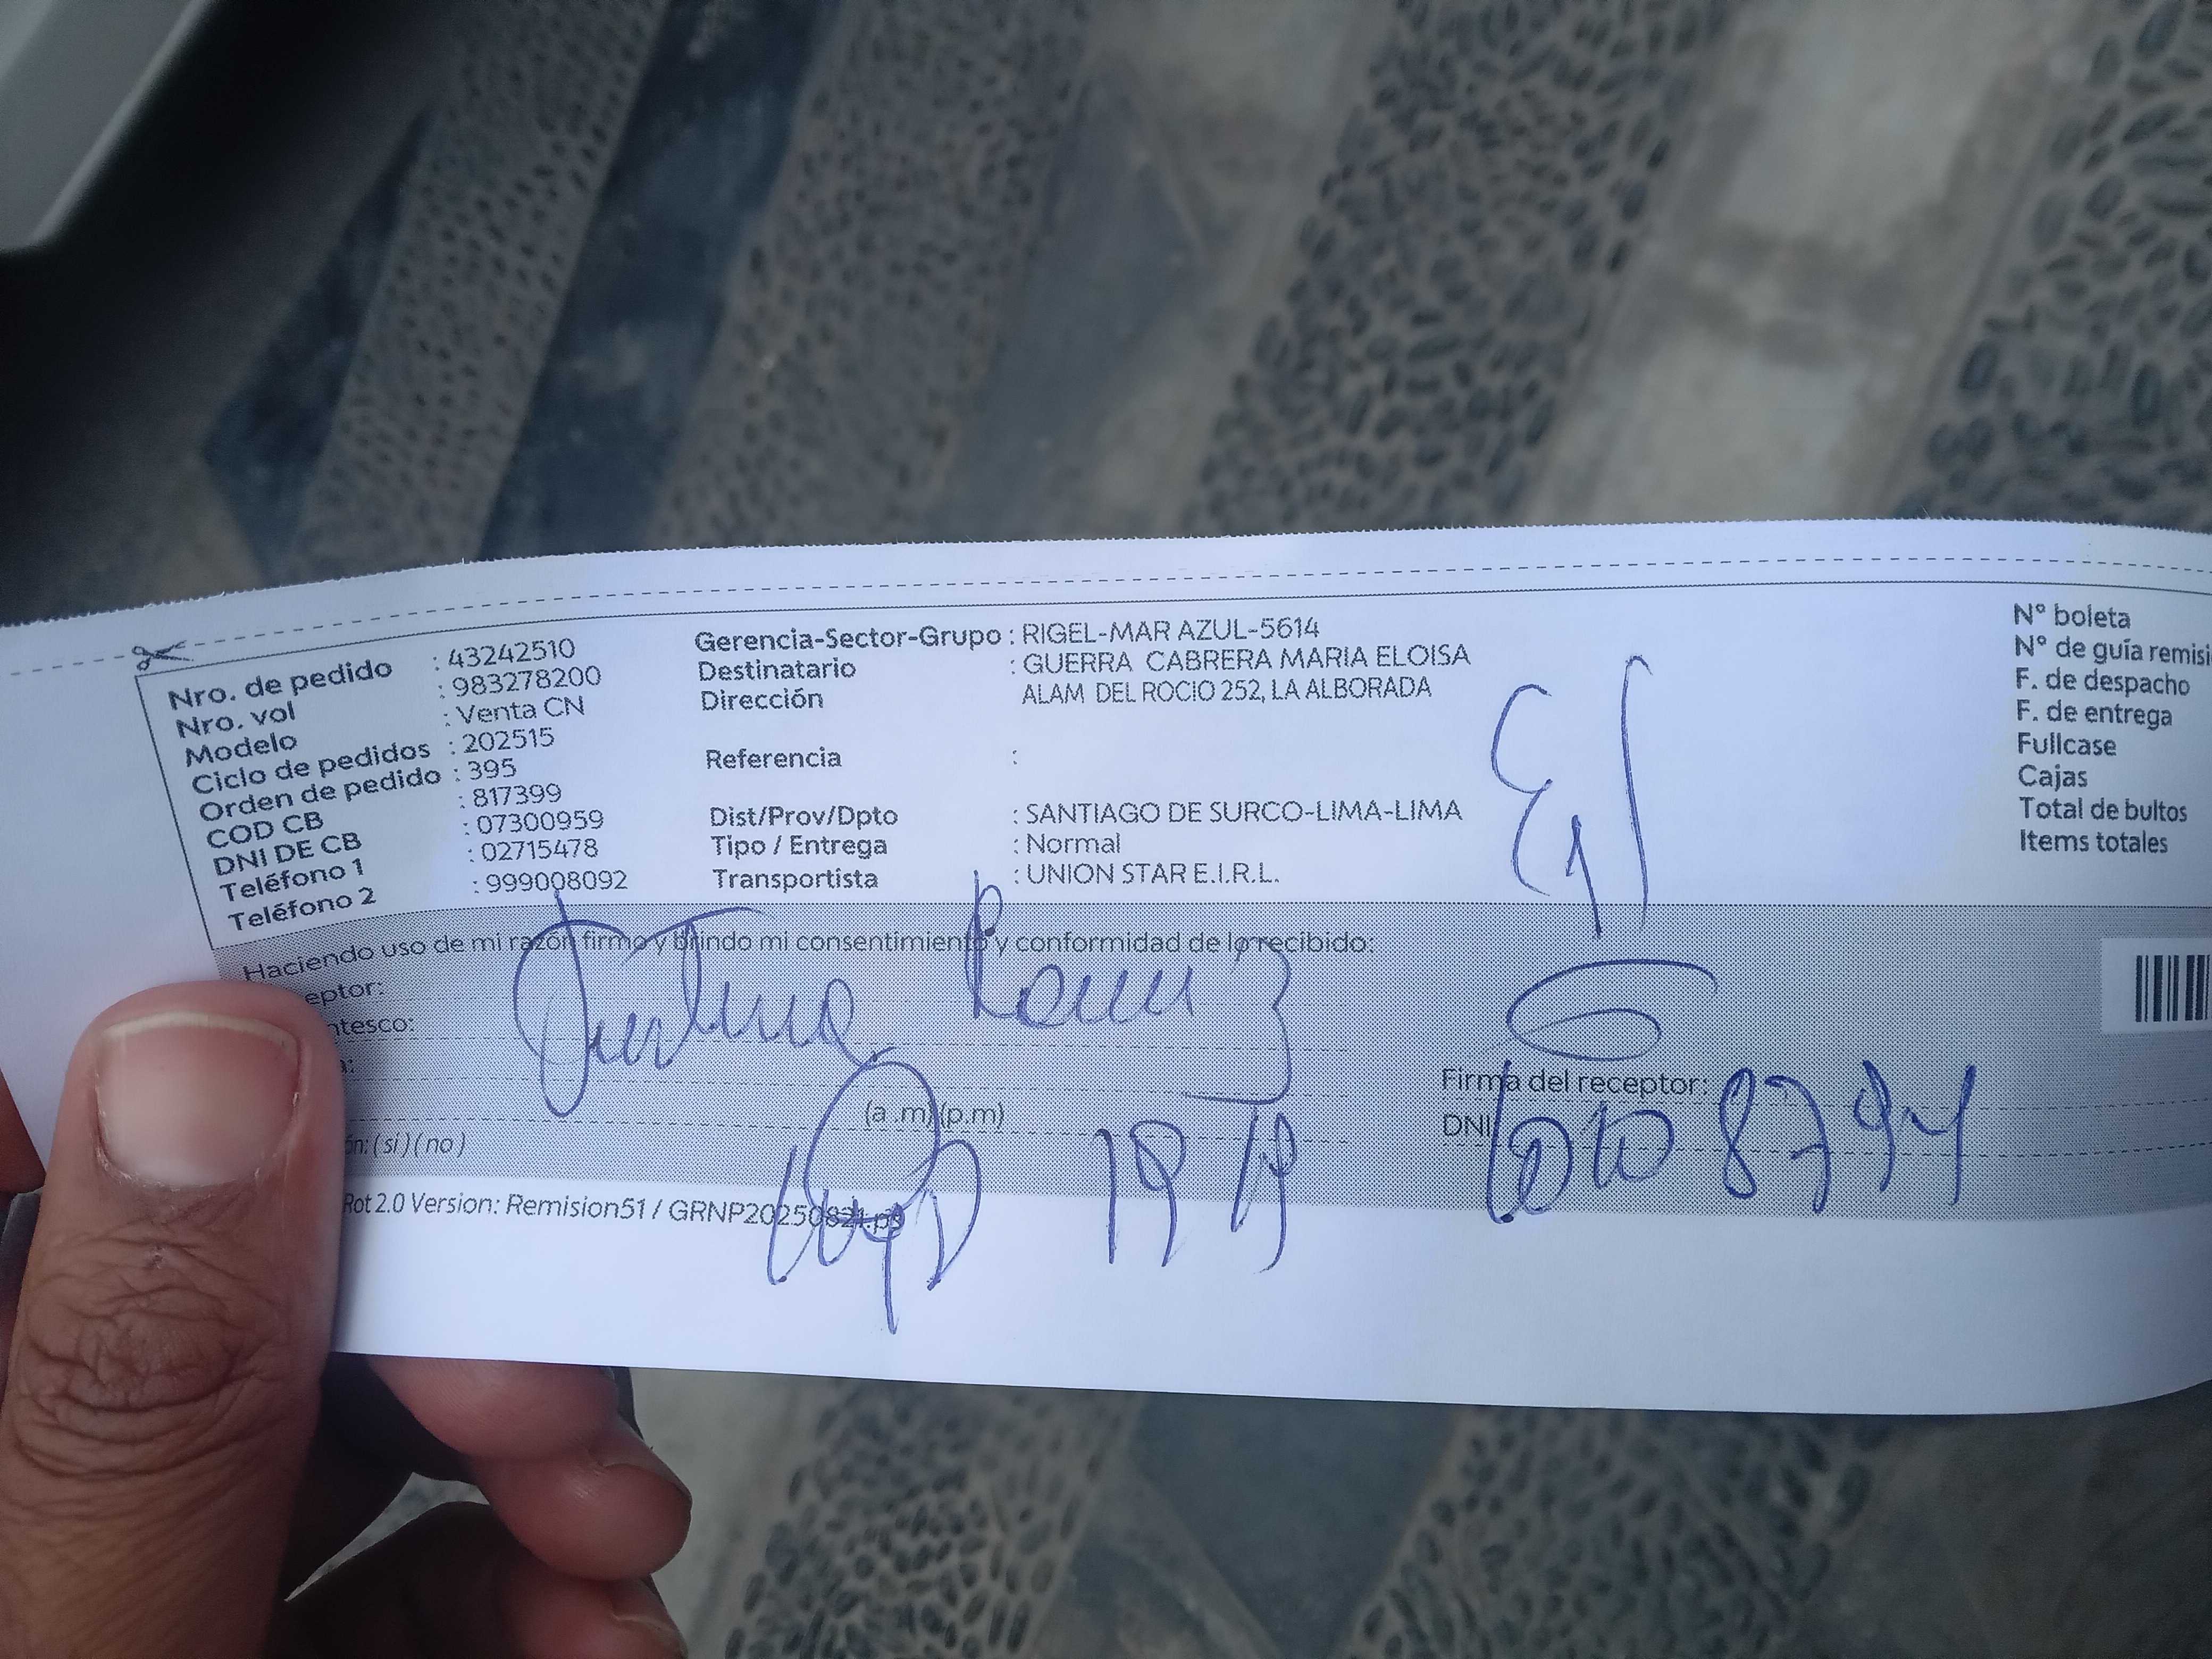 Nro. de pedido : 43242510
Nro. vol : 983278200
Modelo : Venta CN
Ciclo de pedidos : 202515
Orden de pedido : 395
COD CB : 817399
DNI DE CB : 07300959
Teléfono 1 : 02715478
Teléfono 2 : 999008092
Gerencia-Sector-Grupo : RIGEL-MAR AZUL-5614
Destinatario : GUERRA CABRERA MARIA ELOISA
Dirección ALAM DEL ROCIO 252, LA ALBORADA
Referencia :
Dist/Prov/Dpto : SANTIAGO DE SURCO-LIMA-LIMA
Tipo / Entrega : Normal
Transportista : UNION STAR E.I.R.L.
N° boleta
N° de guía remisi
F. de despacho
F. de entrega
Fullcase
Cajas
Total de bultos
Items totales
Haciendo uso de mi razón firmo y brindo mi consentimiento y conformidad de lo recibido:
eptor:
ntesco:
a:
(a.m) (p.m)
Firma del receptor:
DNI
ón: ( si ) ( no )
Rot 2.0 Version: Remision51 / GRNP20250821.ps